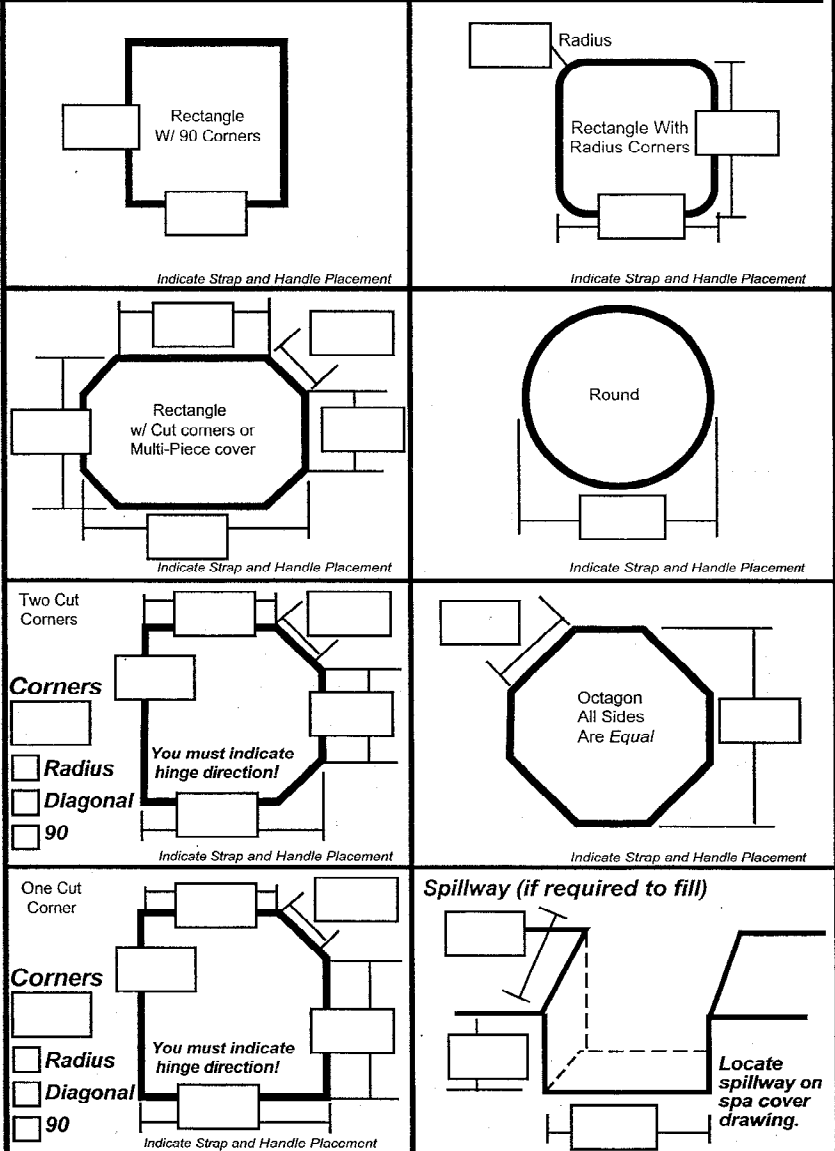 Rectangle
W/ 90 Corners
Indicate Strap and Handle Placement
Radius
Rectangle With
Radius Corners
Indicate Strap and Handle Placement
Rectangle
w/ Cut corners or
Multi-Piece cover
Indicate Strap and Handle Placement
Round
Indicate Strap and Handle Placement
Two Cut
Corners
Corners
Radius
Diagonal
90
You must indicate
hinge direction!
Indicate Strap and Handle Placement
Octagon
All Sides
Are Equal
Indicate Strap and Handle Placement
One Cut
Corner
Corners
Radius
Diagonal
90
You must indicate
hinge direction!
Indicate Strap and Handle Placement
Spillway (if required to fill)
Locate
spillway on
spa cover
drawing.